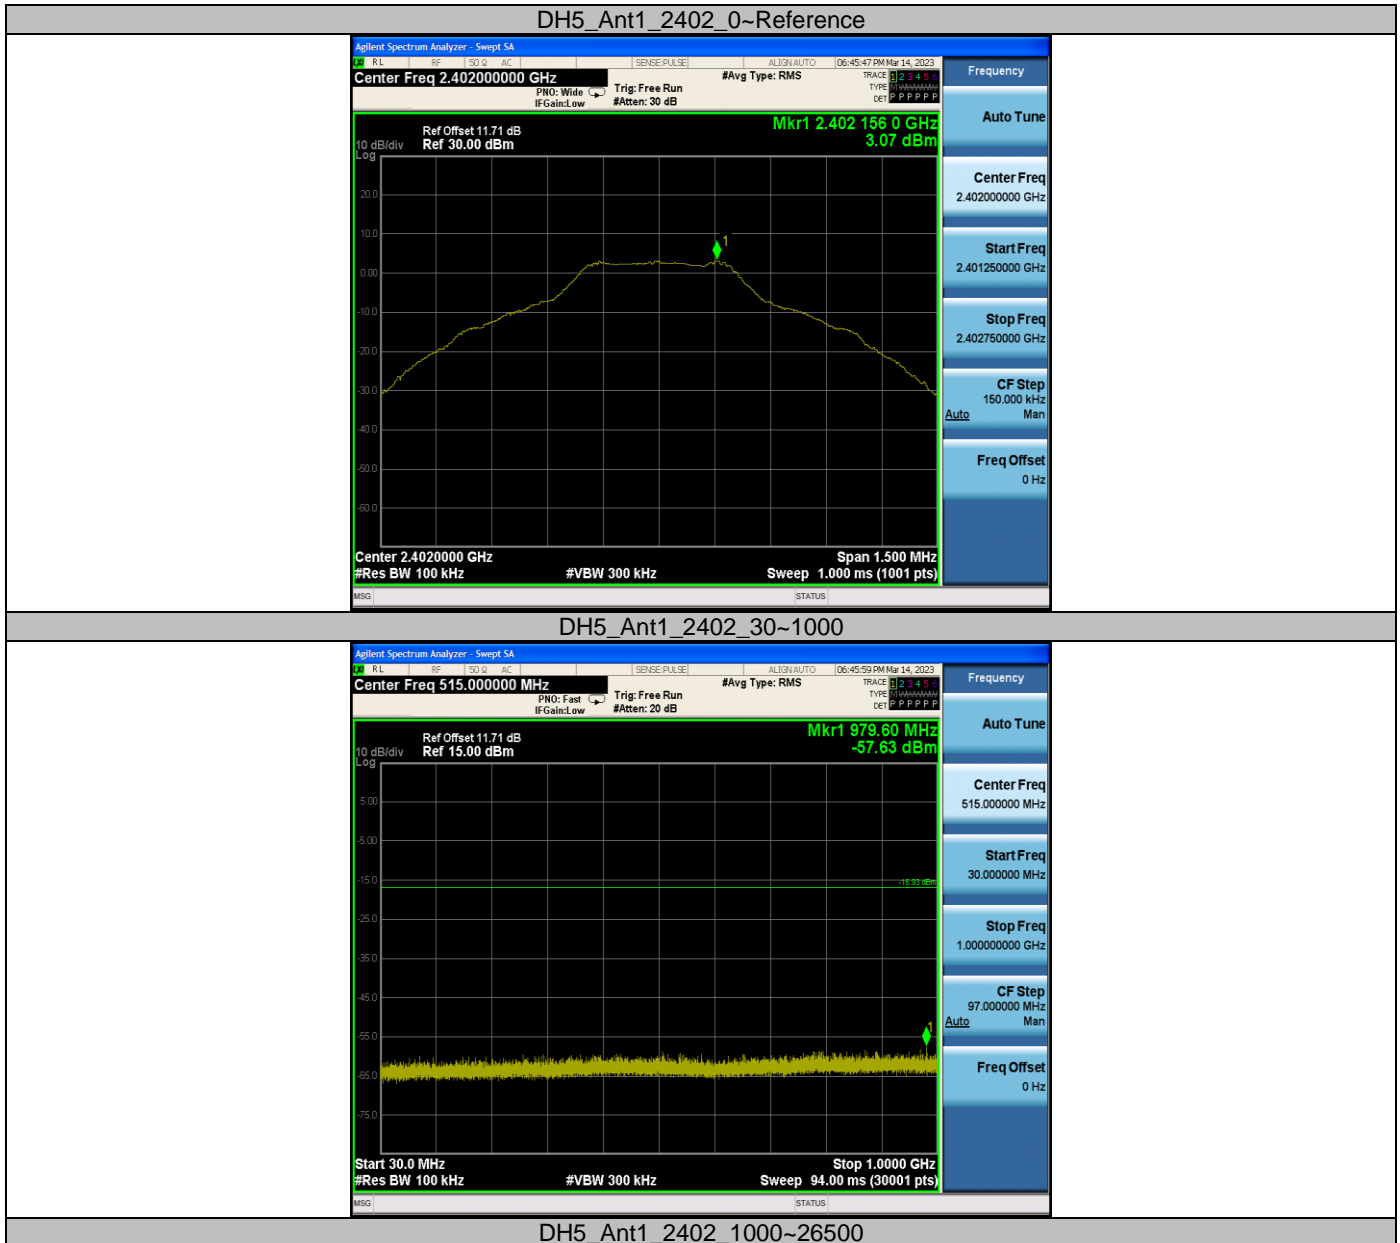 DH5_Ant1_2402_0~Reference
Agilent Spectrum Analyzer - Swept SA
LXI RL RF 50 Ω AC SENSE:PULSE ALIGNAUTO 06:45:47 PM Mar 14, 2023
Center Freq 2.402000000 GHz
#Avg Type: RMS
TRACE 1 2 3 4 5 6
PNO: Wide
Trig: Free Run
TYPE M WWWWW
IFGain:Low
#Atten: 30 dB
DET P P P P P P
Frequency
Auto Tune
Mkr1 2.402 156 0 GHz
Ref Offset 11.71 dB
10 dB/div Ref 30.00 dBm
3.07 dBm
Log
20.0
10.0
0.00
-10.0
-20.0
-30.0
-40.0
-50.0
-60.0
1
Center Freq
2.402000000 GHz
Start Freq
2.401250000 GHz
Stop Freq
2.402750000 GHz
CF Step
150.000 kHz
Auto Man
Freq Offset
0 Hz
Center 2.4020000 GHz
Span 1.500 MHz
#Res BW 100 kHz #VBW 300 kHz Sweep 1.000 ms (1001 pts)
MSG STATUS
DH5_Ant1_2402_30~1000
Agilent Spectrum Analyzer - Swept SA
LXI RL RF 50 Ω AC SENSE:PULSE ALIGNAUTO 06:45:59 PM Mar 14, 2023
Center Freq 515.000000 MHz
#Avg Type: RMS
TRACE 1 2 3 4 5 6
PNO: Fast
Trig: Free Run
TYPE M WWWWW
IFGain:Low
#Atten: 20 dB
DET P P P P P P
Frequency
Auto Tune
Mkr1 979.60 MHz
Ref Offset 11.71 dB
10 dB/div Ref 15.00 dBm
-57.63 dBm
Log
5.00
-5.00
-15.0
-16.93 dBm
-25.0
-35.0
-45.0
-55.0
-65.0
-75.0
1
Center Freq
515.000000 MHz
Start Freq
30.000000 MHz
Stop Freq
1.000000000 GHz
CF Step
97.000000 MHz
Auto Man
Freq Offset
0 Hz
Start 30.0 MHz
Stop 1.0000 GHz
#Res BW 100 kHz #VBW 300 kHz Sweep 94.00 ms (30001 pts)
MSG STATUS
DH5_Ant1_2402_1000~26500